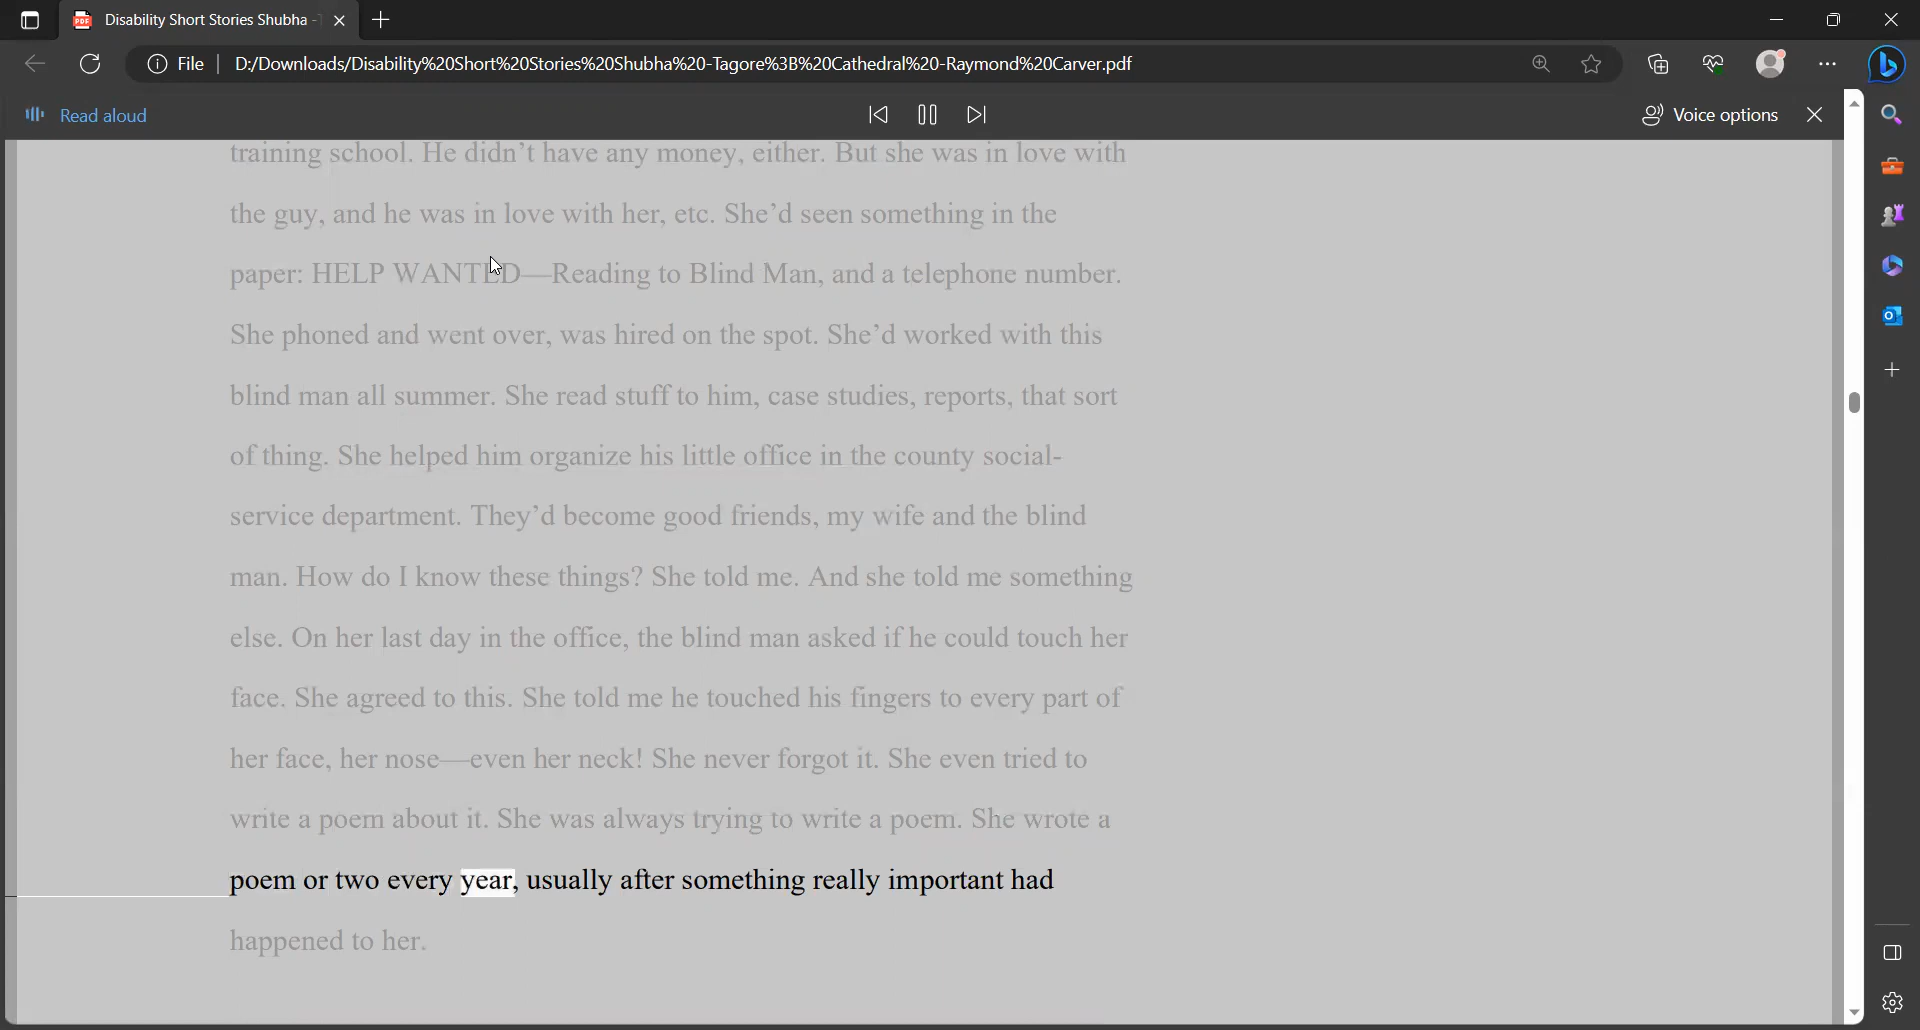 Disability Short Stories Shubha -
File
D:/Downloads/Disability%20Short%20Stories%20Shubha%20-Tagore%3B%20Cathedral%20-Raymond%20Carver.pdf
Read aloud
Voice options
training school. He didn’t have any money, either. But she was in love with
the guy, and he was in love with her, etc. She’d seen something in the
paper: HELP WANTED—Reading to Blind Man, and a telephone number.
She phoned and went over, was hired on the spot. She’d worked with this
blind man all summer. She read stuff to him, case studies, reports, that sort
of thing. She helped him organize his little office in the county social-
service department. They’d become good friends, my wife and the blind
man. How do I know these things? She told me. And she told me something
else. On her last day in the office, the blind man asked if he could touch her
face. She agreed to this. She told me he touched his fingers to every part of
her face, her nose—even her neck! She never forgot it. She even tried to
write a poem about it. She was always trying to write a poem. She wrote a
poem or two every year, usually after something really important had
happened to her.